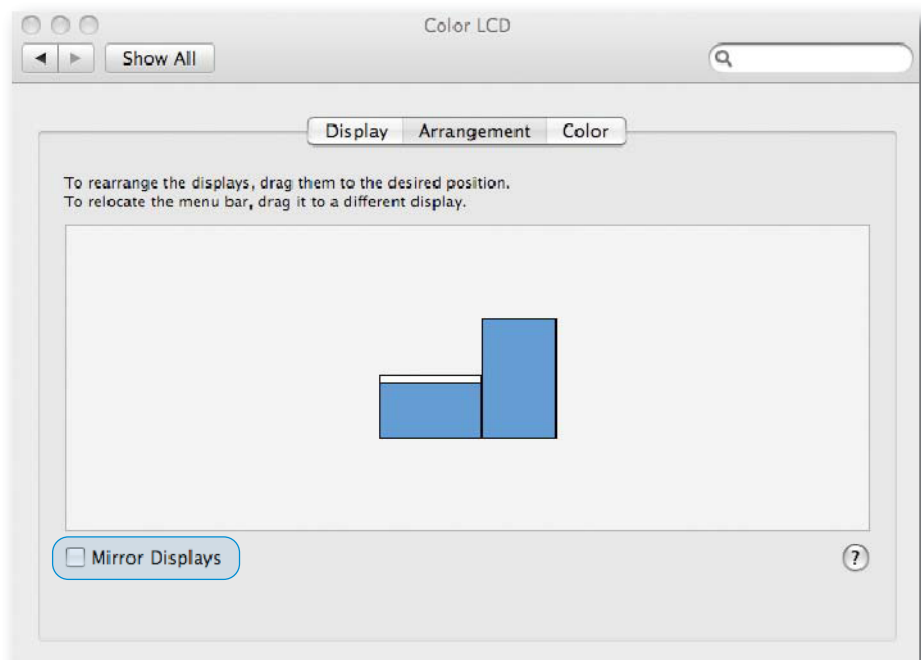 Color LCD
Show All
Display Arrangement Color
To rearrange the displays, drag them to the desired position.
To relocate the menu bar, drag it to a different display.
Mirror Displays
?